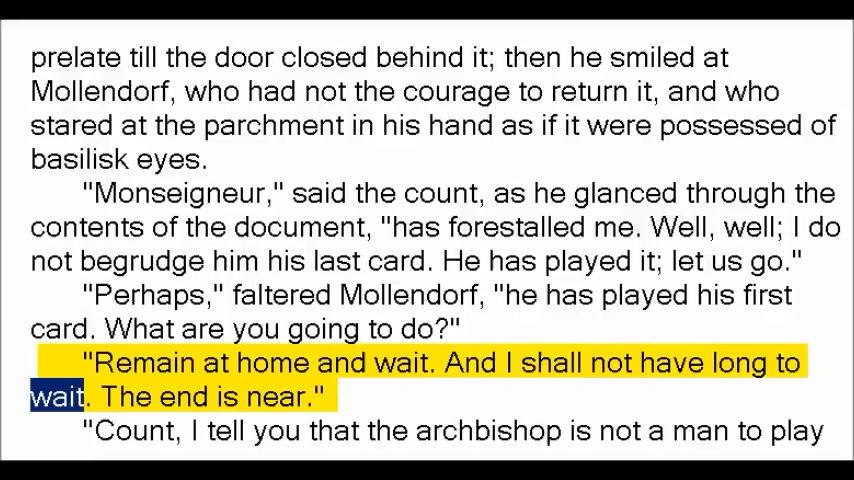 prelate till the door closed behind it; then he smiled at
Mollendorf, who had not the courage to return it, and who
stared at the parchment in his hand as if it were possessed of
basilisk eyes.
"Monseigneur," said the count, as he glanced through the
contents of the document, "has forestalled me. Well, well; I do
not begrudge him his last card. He has played it; let us go."
"Perhaps," faltered Mollendorf, "he has played his first
card. What are you going to do?"
"Remain at home and wait. And I shall not have long to
wait. The end is near."
"Count, I tell you that the archbishop is not a man to play